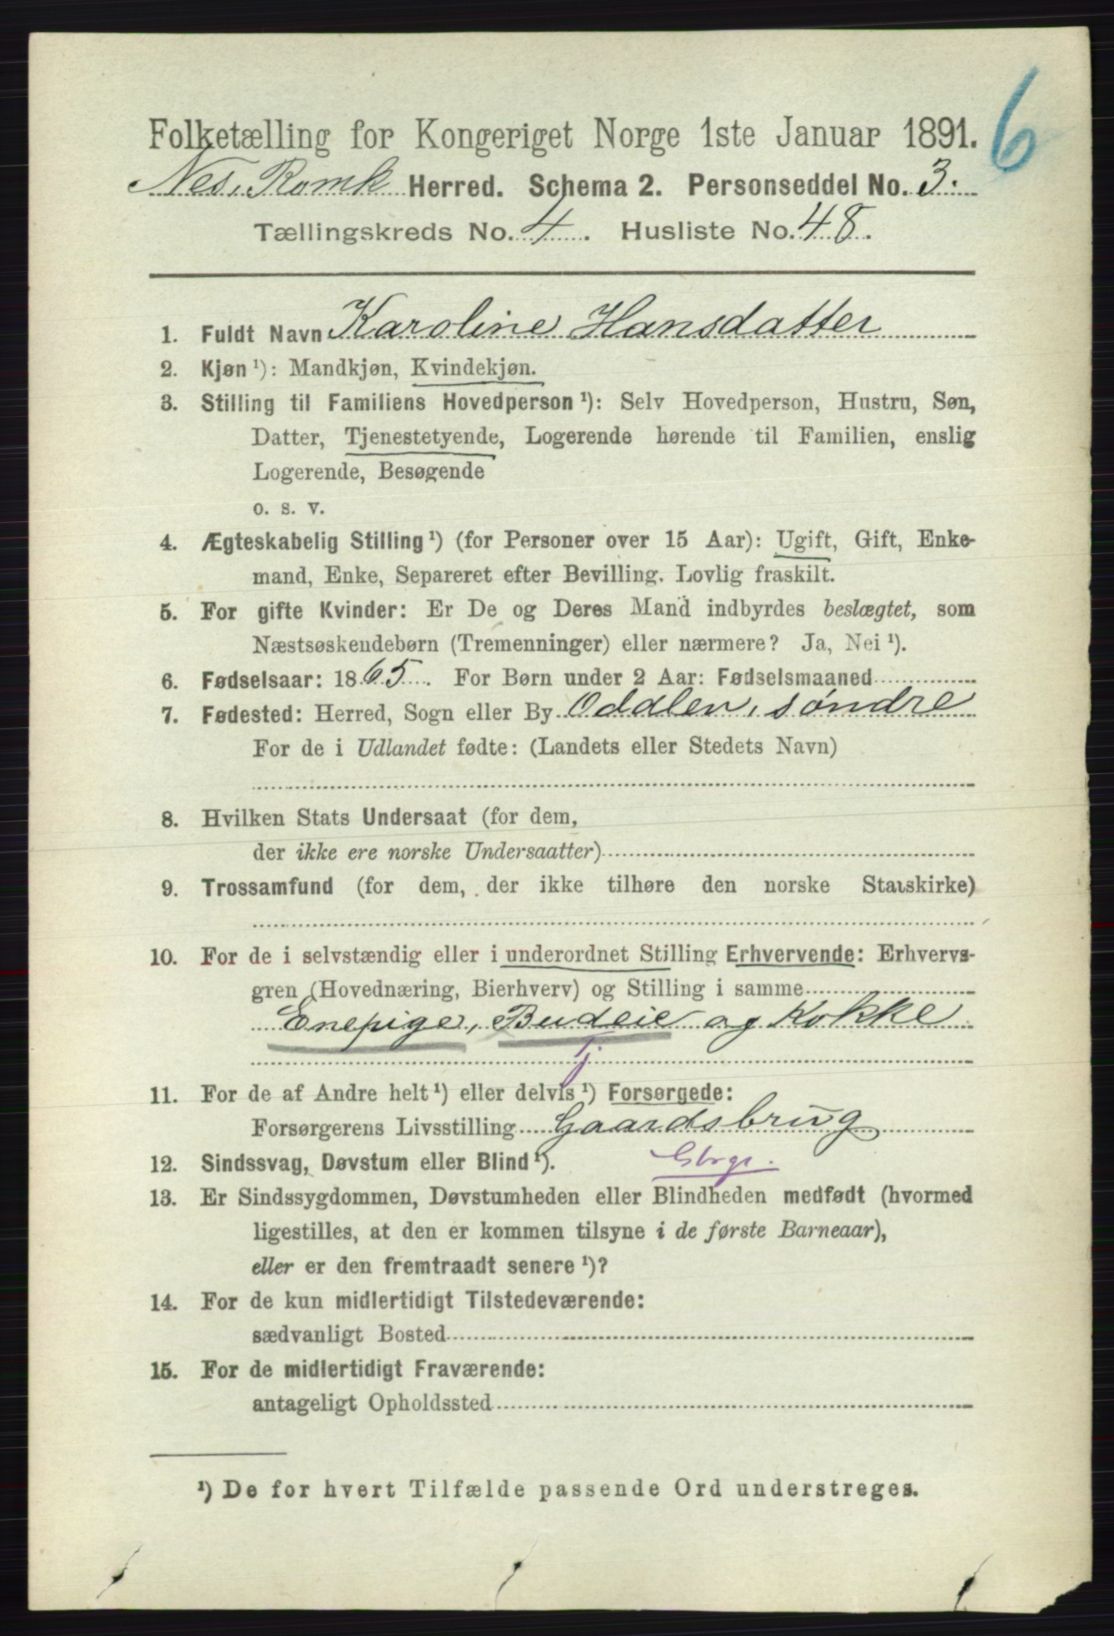 6
Folketælling for Kongeriget Norge 1ste Januar 1891.
Nes, Romk Herred. Schema 2. Personseddel No. 3.
Tællingskreds No. 4. Husliste No. 48.
1. Fuldt Navn Karoline Hansdatter
2. Kjøn ¹): Mandkjøn, Kvindekjøn.
3. Stilling til Familiens Hovedperson ¹): Selv Hovedperson, Hustru, Søn,
Datter, Tjenestetyende, Logerende hørende til Familien, enslig
Logerende, Besøgende
o. s. v.
4. Ægteskabelig Stilling ¹) (for Personer over 15 Aar): Ugift, Gift, Enke-
mand, Enke, Separeret efter Bevilling. Lovlig fraskilt.
5. For gifte Kvinder: Er De og Deres Mand indbyrdes beslægtet, som
Næstsøskendebørn (Tremenninger) eller nærmere? Ja, Nei ¹).
6. Fødselsaar: 1865. For Børn under 2 Aar: Fødselsmaaned
7. Fødested: Herred, Sogn eller By Oddlen, søndre
For de i Udlandet fødte: (Landets eller Stedets Navn)
8. Hvilken Stats Undersaat (for dem,
der ikke ere norske Undersaatter)
9. Trossamfund (for dem, der ikke tilhøre den norske Statskirke)
10. For de i selvstændig eller i underordnet Stilling Erhvervende: Erhvervs-
gren (Hovednæring, Bierhverv) og Stilling i samme
Enepige, Budeie og Kokke
Tj
11. For de af Andre helt ¹) eller delvis ¹) Forsørgede:
Forsørgerens Livsstilling Gaardsbrug
12. Sindssvag, Døvstum eller Blind ¹).
13. Er Sindssygdommen, Døvstumheden eller Blindheden medfødt (hvormed
ligestilles, at den er kommen tilsyne i de første Barneaar),
eller er den fremtraadt senere ¹)?
14. For de kun midlertidigt Tilstedeværende:
sædvanligt Bosted
15. For de midlertidigt Fraværende:
antageligt Opholdssted
¹) De for hvert Tilfælde passende Ord understreges.